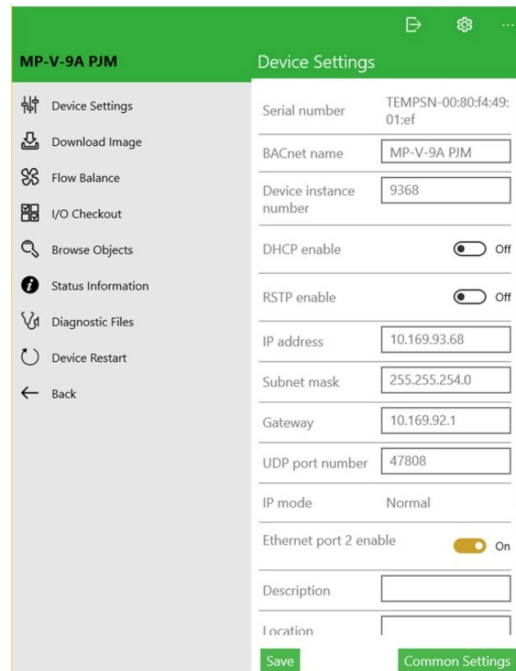 MP-V-9A PJM
Device Settings
Download Image
Flow Balance
I/O Checkout
Browse Objects
Status Information
Diagnostic Files
Device Restart
Back
Device Settings
Serial number
TEMPSN-00:80:f4:49:
01:ef
BACnet name
MP-V-9A PJM
Device instance
number
9368
DHCP enable
Off
RSTP enable
Off
IP address
10.169.93.68
Subnet mask
255.255.254.0
Gateway
10.169.92.1
UDP port number
47808
IP mode
Normal
Ethernet port 2 enable
On
Description
Location
Save
Common Settings